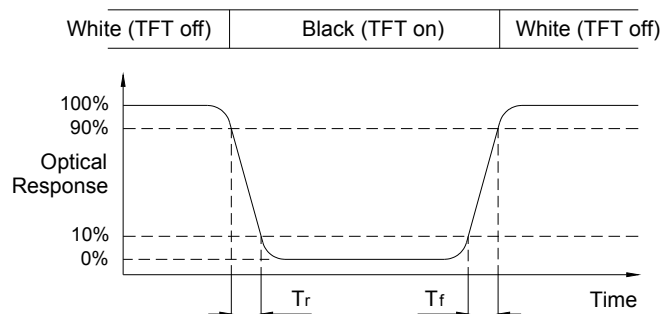 White (TFT off) Black (TFT on) White (TFT off)
100%
90%
Optical
Response
10%
0%
Tr Tf Time